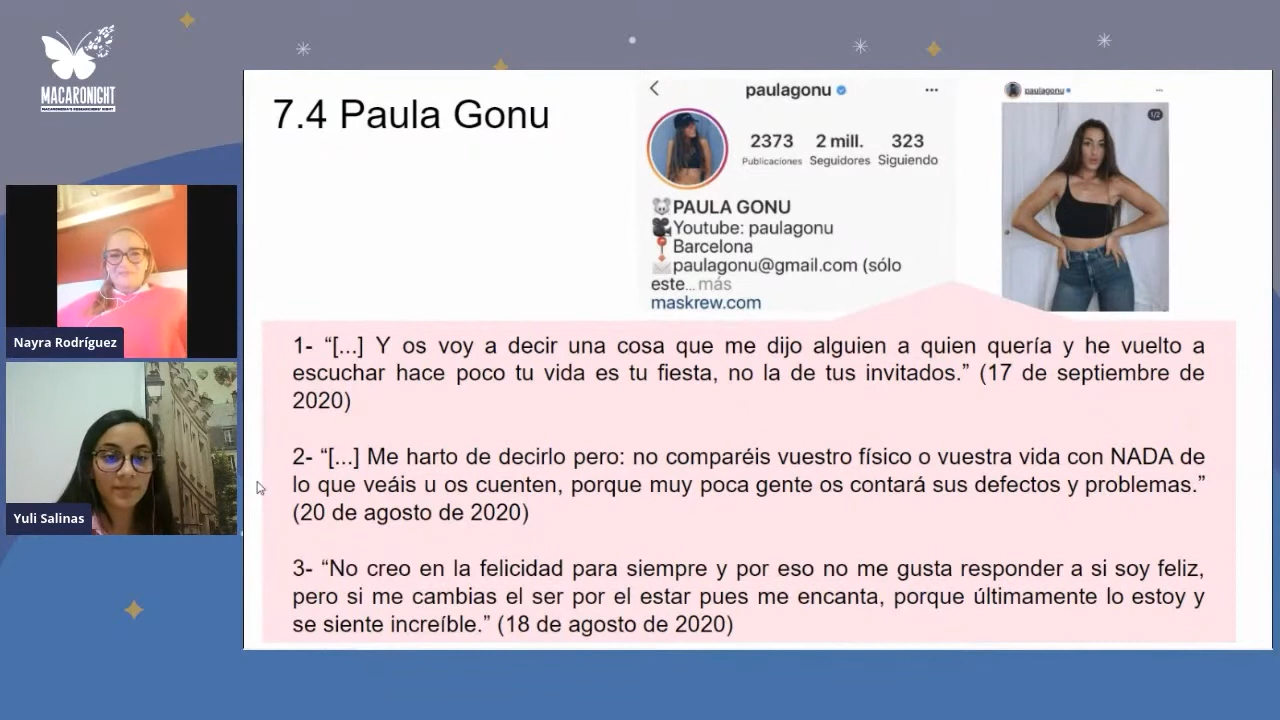 MACARONIGHT
MACARONESIA'S RESEARCHERS' NIGHT
7.4 Paula Gonu
paulagonu
...
2373
2 mill.
323
Publicaciones
Seguidores
Siguiendo
PAULA GONU
Youtube: paulagonu
Barcelona
paulagonu@gmail.com (sólo
este... más
maskrew.com
paulagonu
...
1/2
Nayra Rodríguez
Yuli Salinas
1- “[...] Y os voy a decir una cosa que me dijo alguien a quien quería y he vuelto a
escuchar hace poco tu vida es tu fiesta, no la de tus invitados.” (17 de septiembre de
2020)
2- “[...] Me harto de decirlo pero: no comparéis vuestro físico o vuestra vida con NADA de
lo que veáis u os cuenten, porque muy poca gente os contará sus defectos y problemas.”
(20 de agosto de 2020)
3- “No creo en la felicidad para siempre y por eso no me gusta responder a si soy feliz,
pero si me cambias el ser por el estar pues me encanta, porque últimamente lo estoy y
se siente increíble.” (18 de agosto de 2020)